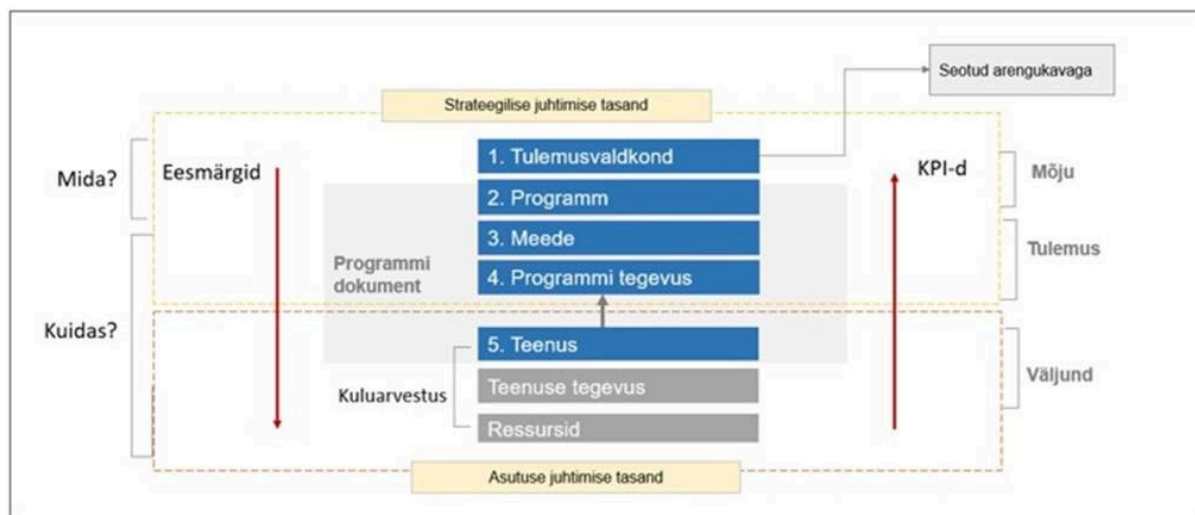 Seotud arengukavaga
Strateegilise juhtimise tasand
Mida?
Eesmärgid
1. Tulemusvaldkond
KPI-d
Mõju
2. Programm
3. Meede
Tulemus
Programmi
dokument
4. Programmi tegevus
Kuidas?
5. Teenus
Kuluarvestus
Teenuse tegevus
Väljund
Ressursid
Asutuse juhtimise tasand